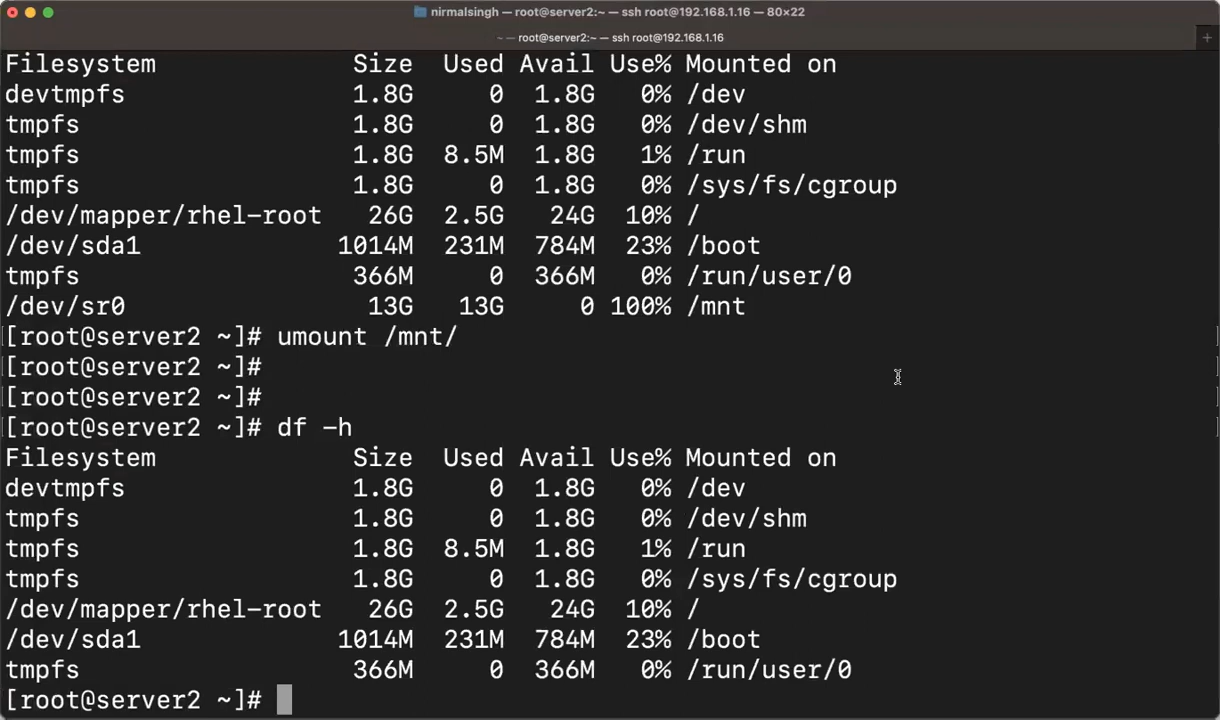 nirmalsingh — root@server2:~ — ssh root@192.168.1.16 — 80×22
~ — root@server2:~ — ssh root@192.168.1.16 +
Filesystem Size Used Avail Use% Mounted on
devtmpfs 1.8G 0 1.8G 0% /dev
tmpfs 1.8G 0 1.8G 0% /dev/shm
tmpfs 1.8G 8.5M 1.8G 1% /run
tmpfs 1.8G 0 1.8G 0% /sys/fs/cgroup
/dev/mapper/rhel-root 26G 2.5G 24G 10% /
/dev/sda1 1014M 231M 784M 23% /boot
tmpfs 366M 0 366M 0% /run/user/0
/dev/sr0 13G 13G 0 100% /mnt
[root@server2 ~]# umount /mnt/
[root@server2 ~]#
[root@server2 ~]#
[root@server2 ~]# df -h
Filesystem Size Used Avail Use% Mounted on
devtmpfs 1.8G 0 1.8G 0% /dev
tmpfs 1.8G 0 1.8G 0% /dev/shm
tmpfs 1.8G 8.5M 1.8G 1% /run
tmpfs 1.8G 0 1.8G 0% /sys/fs/cgroup
/dev/mapper/rhel-root 26G 2.5G 24G 10% /
/dev/sda1 1014M 231M 784M 23% /boot
tmpfs 366M 0 366M 0% /run/user/0
[root@server2 ~]#